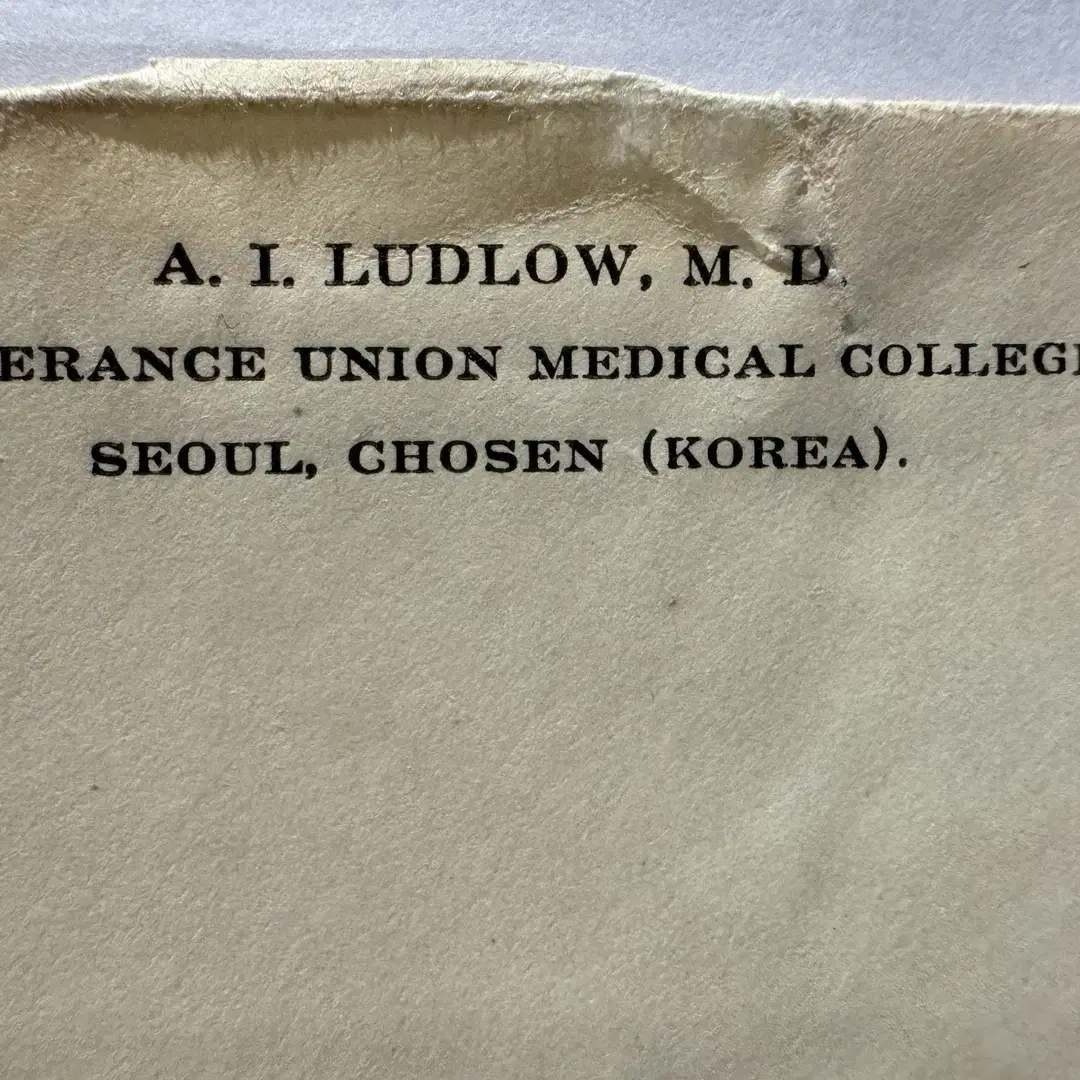 A. I. LUDLOW, M. D.
ERANCE UNION MEDICAL COLLEG
SEOUL, CHOSEN (KOREA).